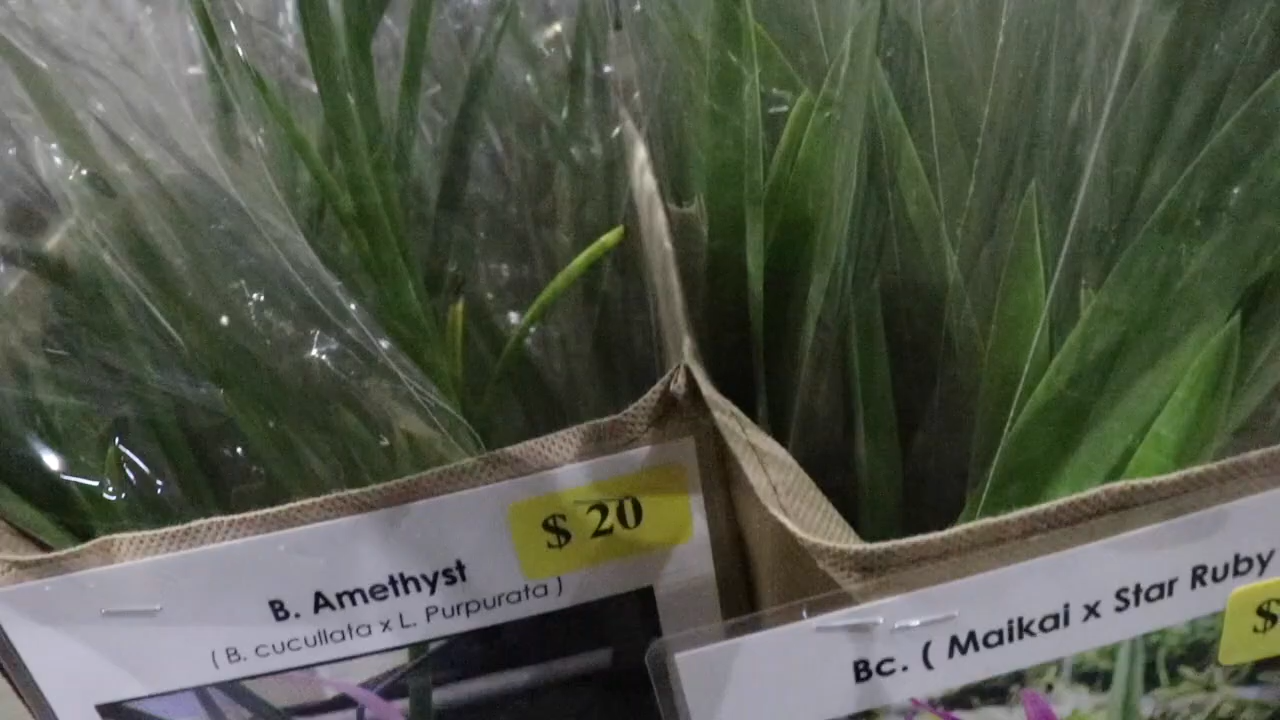 $ 20
B. Amethyst
( B. cucullata x L. Purpurata )
Bc. ( Maikai x Star Ruby
$